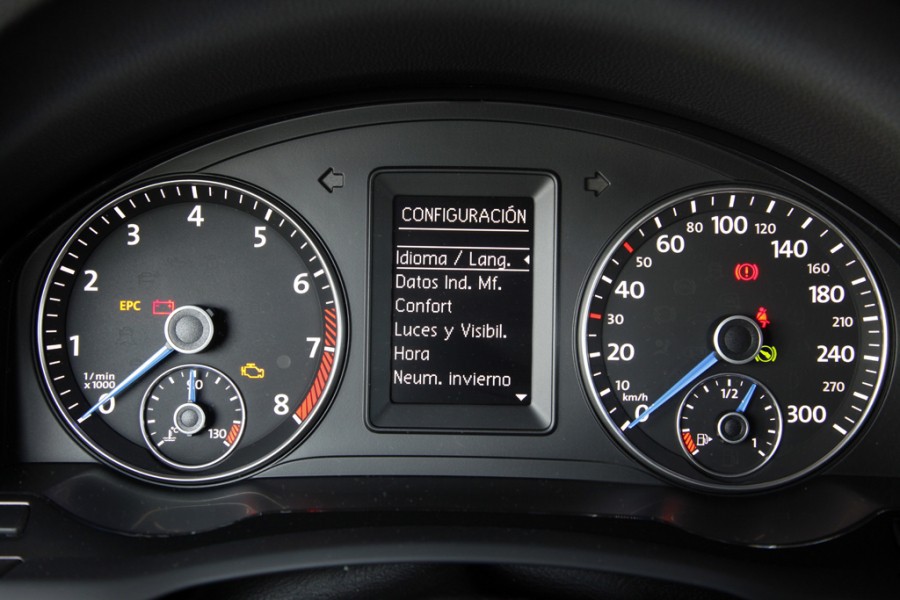 CONFIGURACIÓN
Idioma / Lang.
Datos Ind. Mf.
Confort
Luces y Visibil.
Hora
Neum. invierno
0
1
2
3
4
5
6
7
8
EPC
1/min
x1000
90
130
°C
0
10
20
30
40
50
60
80
100
120
140
160
180
210
240
270
300
km/h
1/2
1